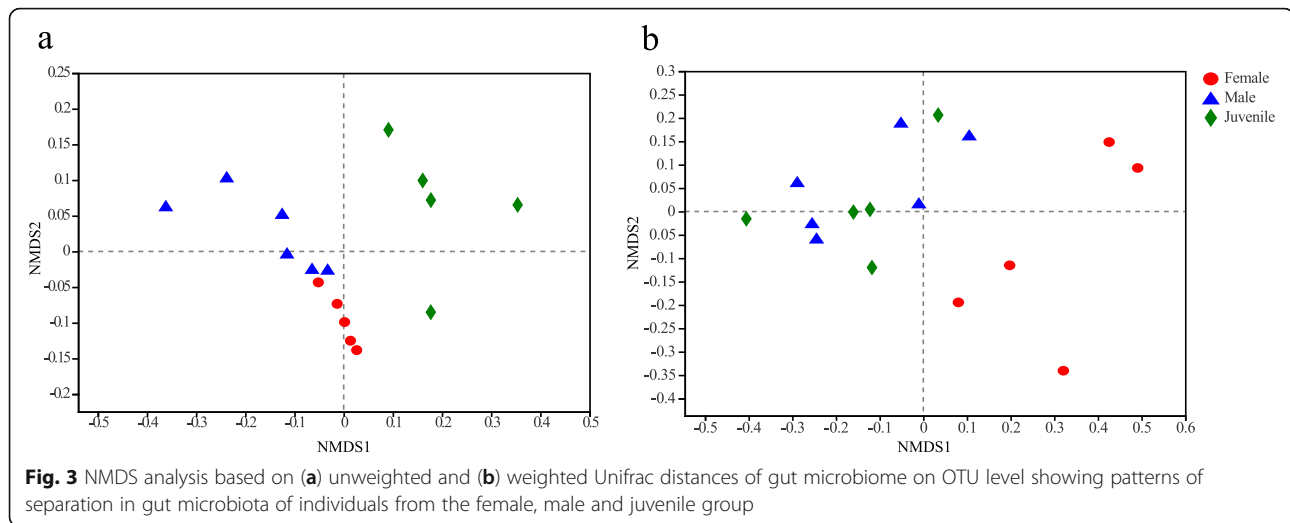 a
0.25
0.2
0.15
0.1
0.05
0
-0.05
-0.1
-0.15
-0.2
NMDS2
-0.5 -0.4 -0.3 -0.2 -0.1 0 0.1 0.2 0.3 0.4 0.5
NMDS1
b
0.3
0.25
0.2
0.15
0.1
0.05
0
0.05
-0.1
-0.15
-0.2
-0.25
-0.3
-0.35
-0.4
NMDS2
-0.5 -0.4 -0.3 -0.2 -0.1 0 0.1 0.2 0.3 0.4 0.5 0.6
NMDS1
Female
Male
Juvenile
Fig. 3 NMDS analysis based on (a) unweighted and (b) weighted Unifrac distances of gut microbiome on OTU level showing patterns of
separation in gut microbiota of individuals from the female, male and juvenile group